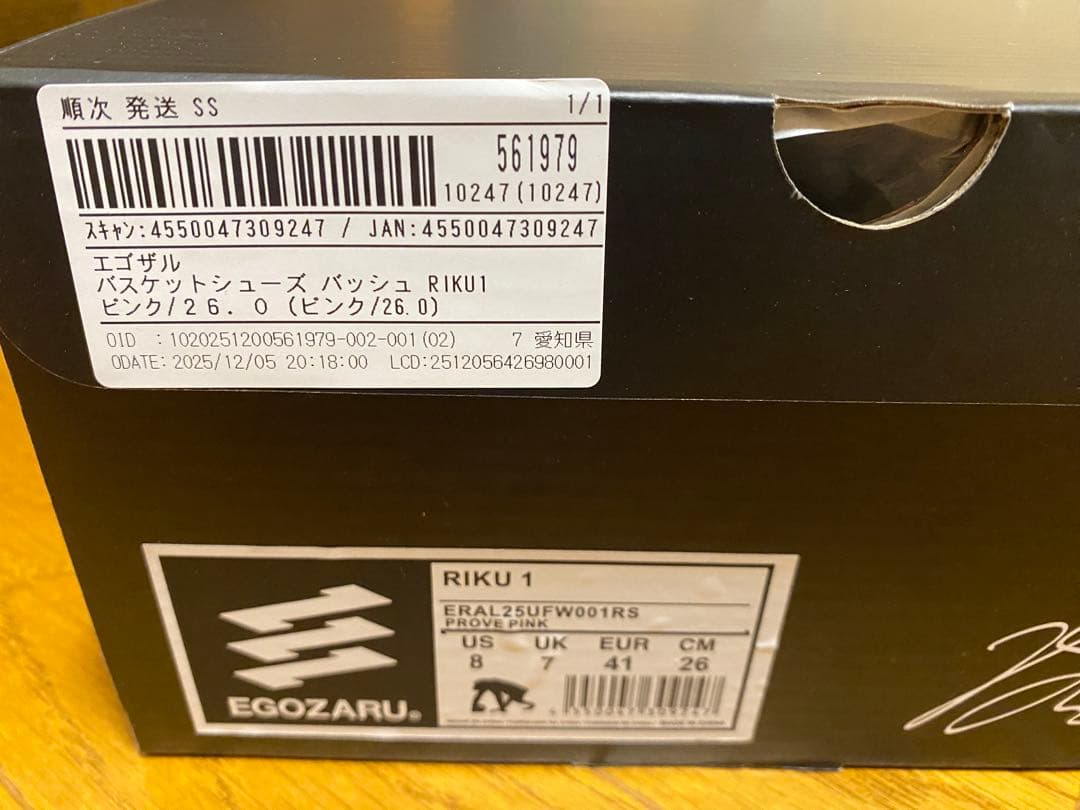 順次 発送 SS 1/1
561979
10247(10247)
ｽｷｬﾝ:4550047309247 / JAN:4550047309247
エゴザル
バスケットシューズ バッシュ RIKU1
ピンク/２６．０ (ピンク/26.0)
OID :1020251200561979-002-001(02) 7 愛知県
ODATE:2025/12/05 20:18:00 LCD:2512056426980001
RIKU 1
ERAL25UFW001RS
PROVE PINK
US UK EUR CM
8 7 41 26
EGOZARU®
MADE IN CHINA